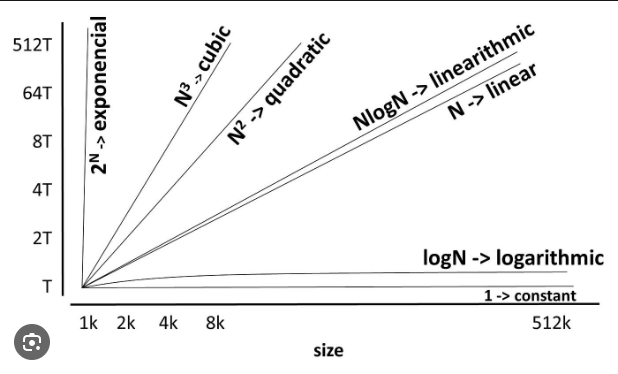 512T
64T
8T
4T
2T
T
2ᴺ -> exponencial
N³ -> cubic
N² -> quadratic
NlogN -> linearithmic
N -> linear
logN -> logarithmic
1 -> constant
1k 2k 4k 8k 512k
size